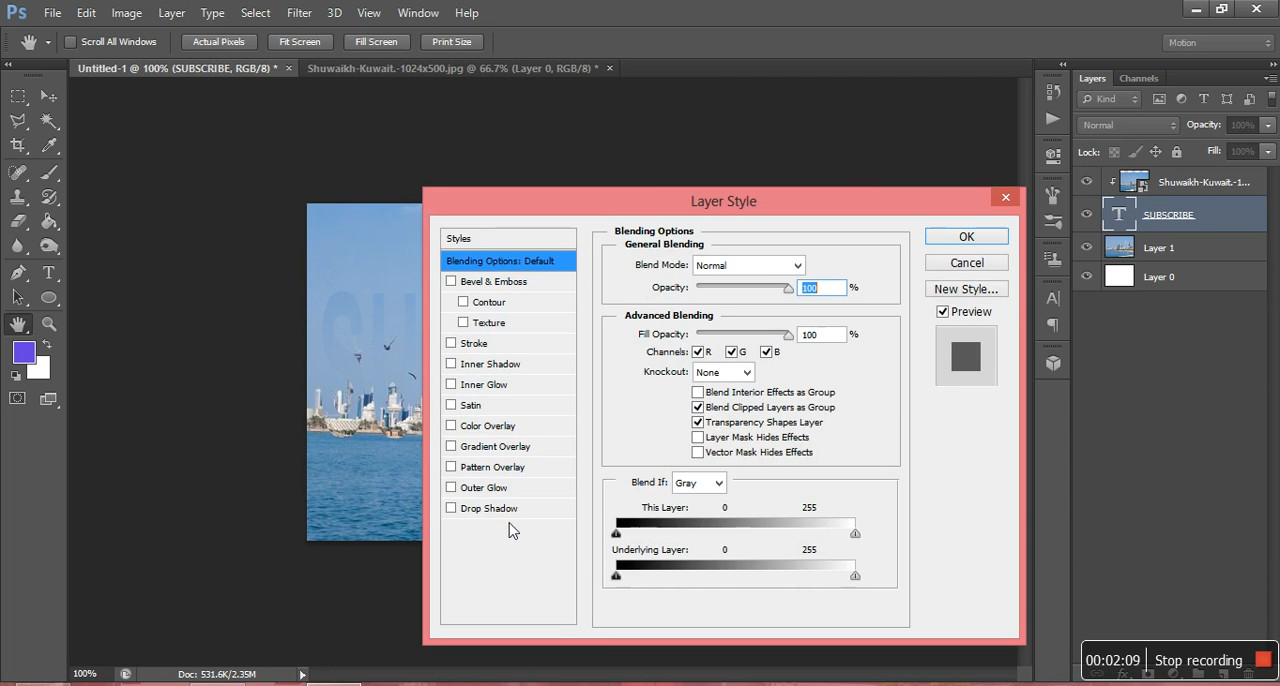 Ps File Edit Image Layer Type Select Filter 3D View Window Help
Scroll All Windows Actual Pixels Fit Screen Fill Screen Print Size Motion
Untitled-1 @ 100% (SUBSCRIBE, RGB/8) * × Shuwaikh-Kuwait.-1024x500.jpg @ 66.7% (Layer 0, RGB/8) * ×
Layers Channels
Kind
Normal Opacity: 100%
Lock: Fill: 100%
Shuwaikh-Kuwait.-1...
SUBSCRIBE
Layer 1
Layer 0
Layer Style
Styles
Blending Options: Default
Bevel & Emboss
Contour
Texture
Stroke
Inner Shadow
Inner Glow
Satin
Color Overlay
Gradient Overlay
Pattern Overlay
Outer Glow
Drop Shadow
Blending Options
General Blending
Blend Mode: Normal
Opacity: 100 %
Advanced Blending
Fill Opacity: 100 %
Channels: R G B
Knockout: None
Blend Interior Effects as Group
Blend Clipped Layers as Group
Transparency Shapes Layer
Layer Mask Hides Effects
Vector Mask Hides Effects
Blend If: Gray
This Layer: 0 255
Underlying Layer: 0 255
OK
Cancel
New Style...
Preview
100% Doc: 531.6K/2.35M
00:02:09 Stop recording